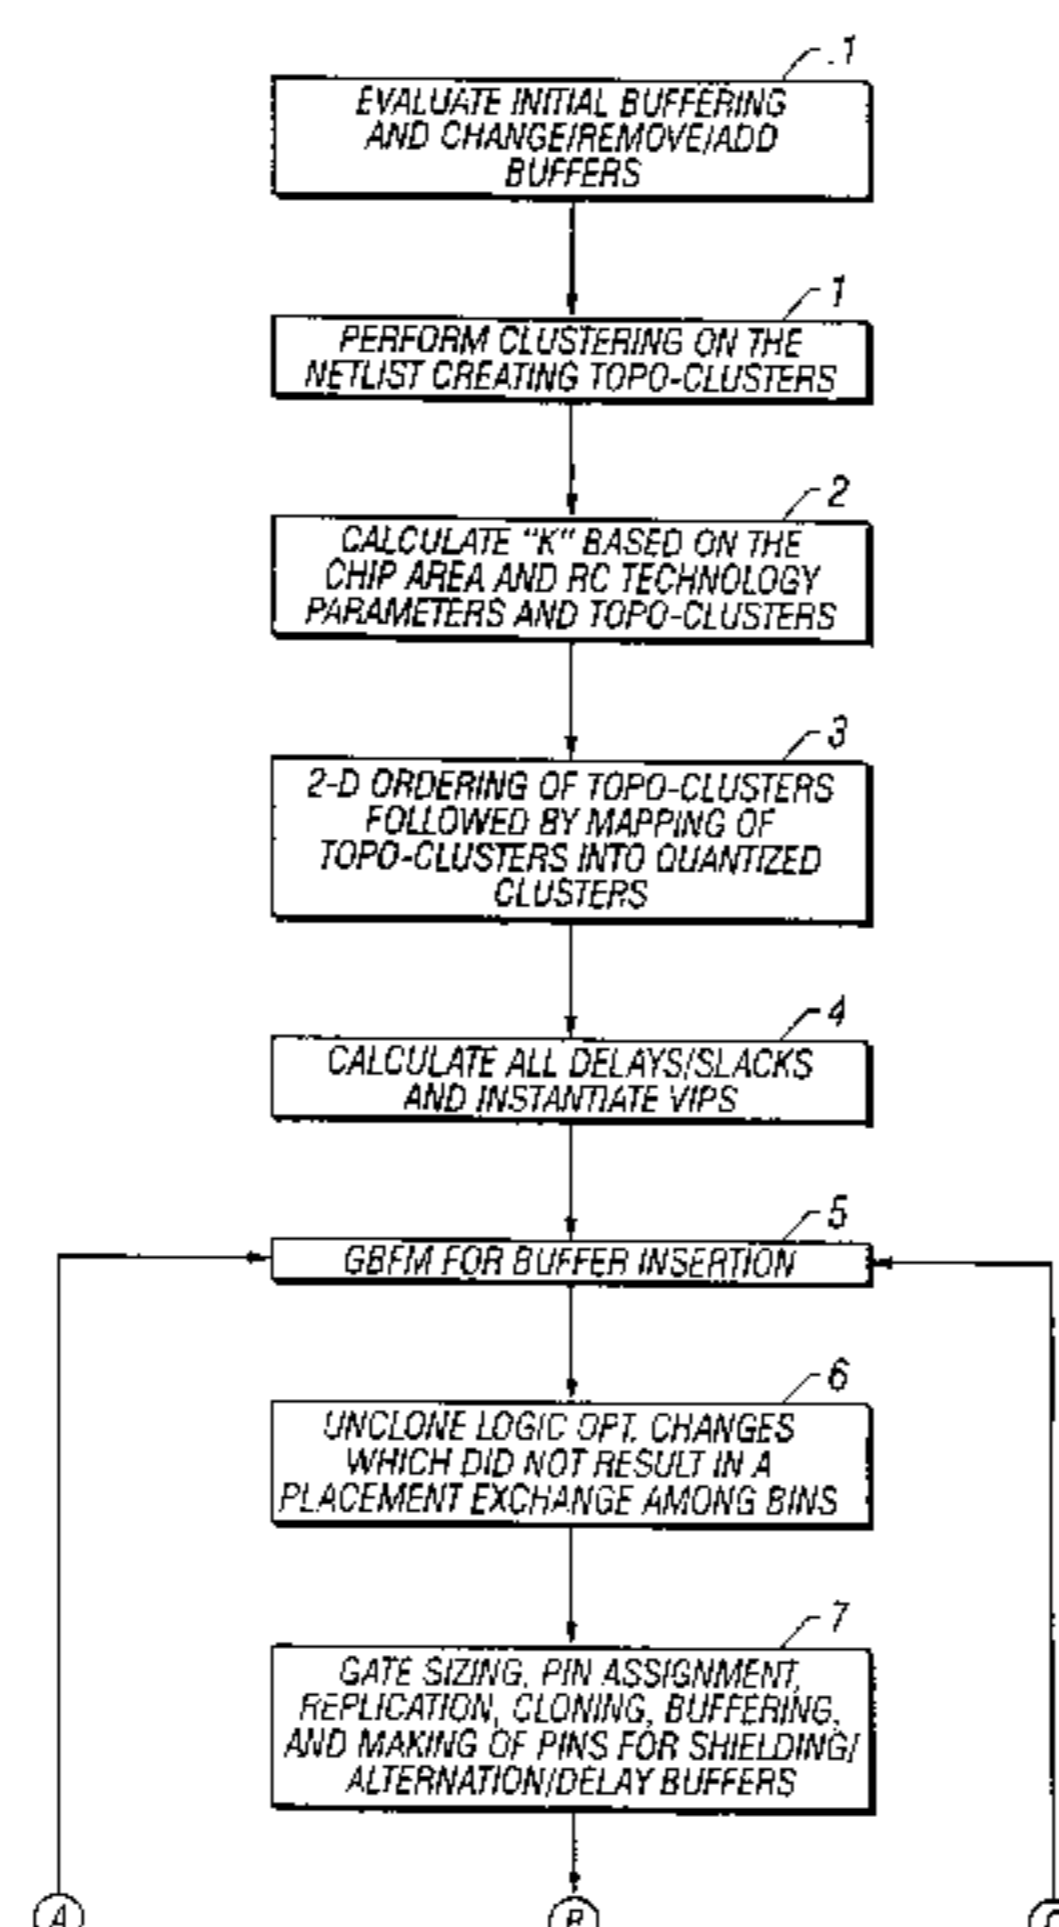 .1
EVALUATE INITIAL BUFFERING
AND CHANGE/REMOVE/ADD
BUFFERS
1
PERFORM CLUSTERING ON THE
NETLIST CREATING TOPO-CLUSTERS
2
CALCULATE "K" BASED ON THE
CHIP AREA AND RC TECHNOLOGY
PARAMETERS AND TOPO-CLUSTERS
3
2-D ORDERING OF TOPO-CLUSTERS
FOLLOWED BY MAPPING OF
TOPO-CLUSTERS INTO QUANTIZED
CLUSTERS
4
CALCULATE ALL DELAYS/SLACKS
AND INSTANTIATE VIPS
5
GBFM FOR BUFFER INSERTION
6
UNCLONE LOGIC OPT. CHANGES
WHICH DID NOT RESULT IN A
PLACEMENT EXCHANGE AMONG BINS
7
GATE SIZING, PIN ASSIGNMENT,
REPLICATION, CLONING, BUFFERING,
AND MAKING OF PINS FOR SHIELDING/
ALTERNATION/DELAY BUFFERS
A
B